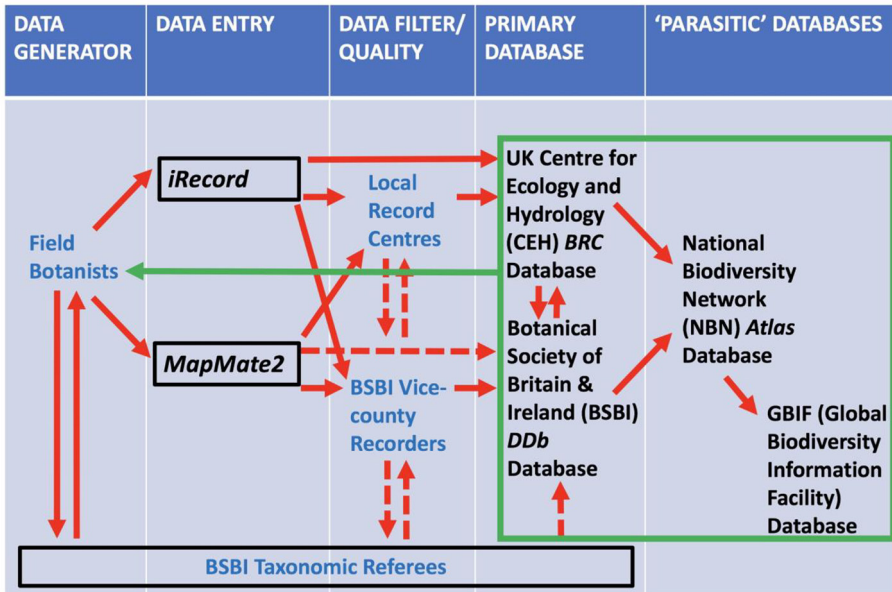 DATA
GENERATOR
DATA ENTRY
DATA FILTER/
QUALITY
PRIMARY
DATABASE
‘PARASITIC’ DATABASES
Field
Botanists
iRecord
MapMate2
Local
Record
Centres
BSBI Vice-
county
Recorders
UK Centre for
Ecology and
Hydrology
(CEH) BRC
Database
Botanical
Society of
Britain &
Ireland (BSBI)
DDb
Database
National
Biodiversity
Network
(NBN) Atlas
Database
GBIF (Global
Biodiversity
Information
Facility)
Database
BSBI Taxonomic Referees